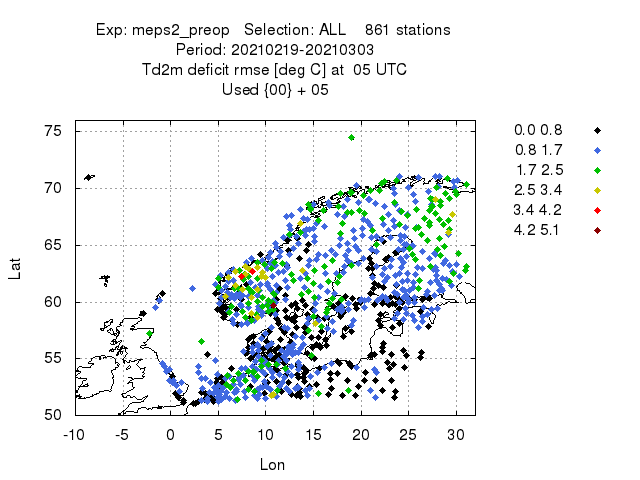 Exp: meps2_preop   Selection: ALL    861 stations
Period: 20210219-20210303
Td2m deficit rmse [deg C] at  05 UTC
Used {00} + 05
75
70
65
60
55
50
Lat
-10 -5 0 5 10 15 20 25 30
Lon
0.0 0.8
0.8 1.7
1.7 2.5
2.5 3.4
3.4 4.2
4.2 5.1